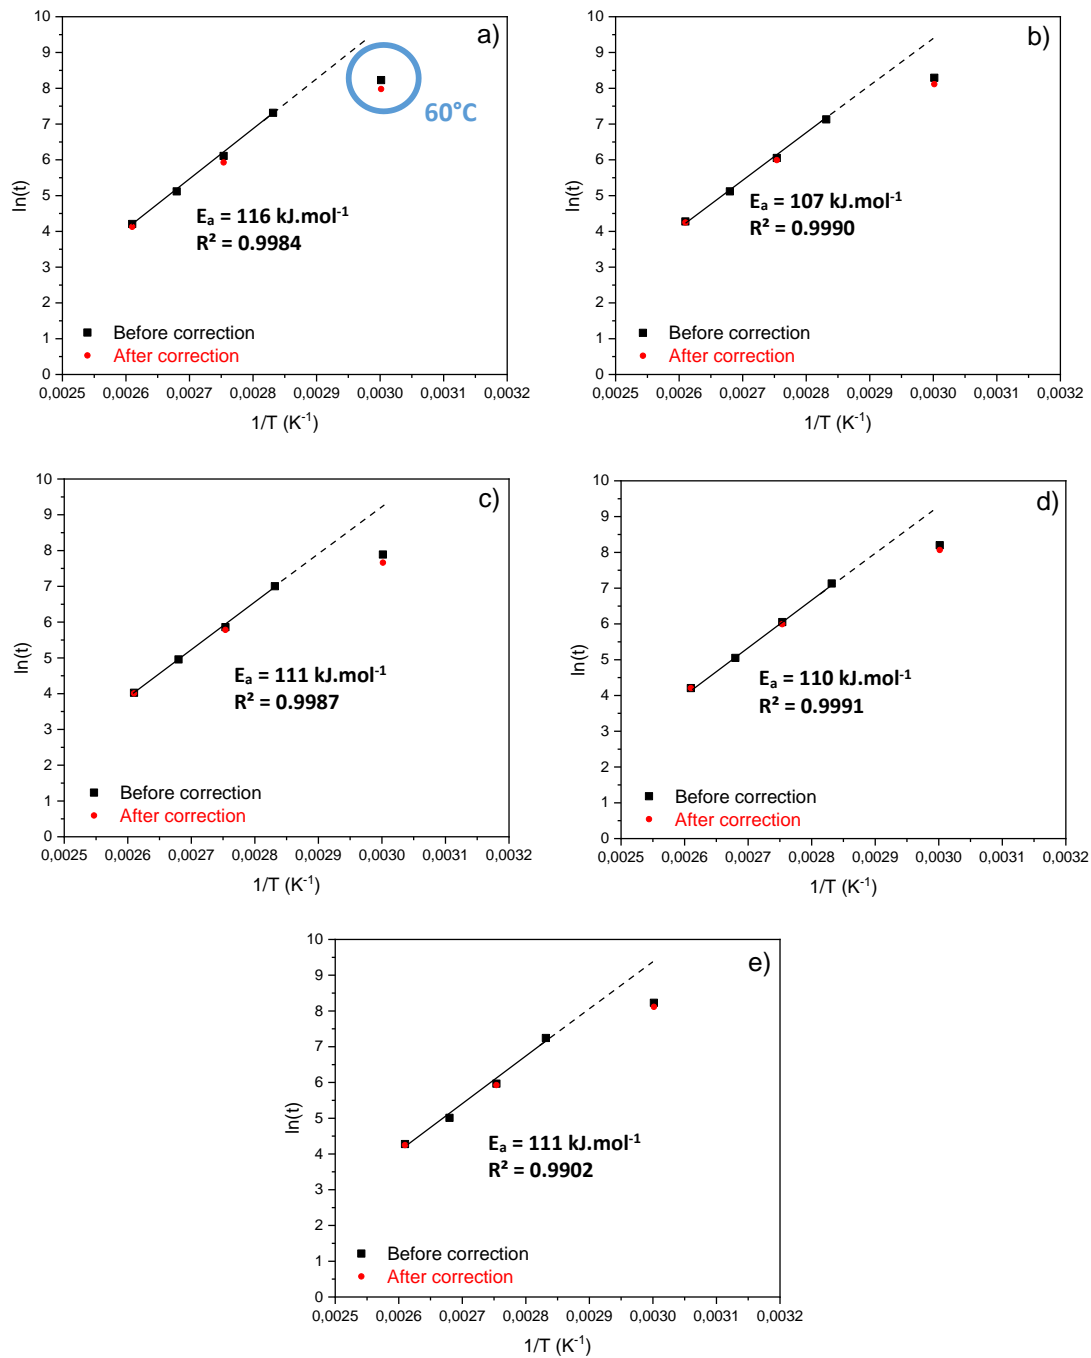 a)
10
9
8
7
6
5
4
3
2
1
0
ln(t)
60°C
Eₐ = 116 kJ.mol⁻¹
R² = 0.9984
Before correction
After correction
0,0025 0,0026 0,0027 0,0028 0,0029 0,0030 0,0031 0,0032
1/T (K⁻¹)
b)
10
9
8
7
6
5
4
3
2
1
0
ln(t)
Eₐ = 107 kJ.mol⁻¹
R² = 0.9990
Before correction
After correction
0,0025 0,0026 0,0027 0,0028 0,0029 0,0030 0,0031 0,0032
1/T (K⁻¹)
c)
10
9
8
7
6
5
4
3
2
1
0
ln(t)
Eₐ = 111 kJ.mol⁻¹
R² = 0.9987
Before correction
After correction
0,0025 0,0026 0,0027 0,0028 0,0029 0,0030 0,0031 0,0032
1/T (K⁻¹)
d)
10
9
8
7
6
5
4
3
2
1
0
ln(t)
Eₐ = 110 kJ.mol⁻¹
R² = 0.9991
Before correction
After correction
0,0025 0,0026 0,0027 0,0028 0,0029 0,0030 0,0031 0,0032
1/T (K⁻¹)
e)
10
9
8
7
6
5
4
3
2
1
0
ln(t)
Eₐ = 111 kJ.mol⁻¹
R² = 0.9902
Before correction
After correction
0,0025 0,0026 0,0027 0,0028 0,0029 0,0030 0,0031 0,0032
1/T (K⁻¹)